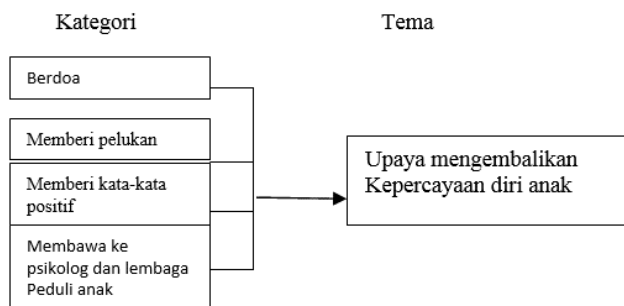 Kategori
Tema
Berdoa
Memberi pelukan
Memberi kata-kata
positif
Membawa ke
psikolog dan lembaga
Peduli anak
Upaya mengembalikan
Kepercayaan diri anak